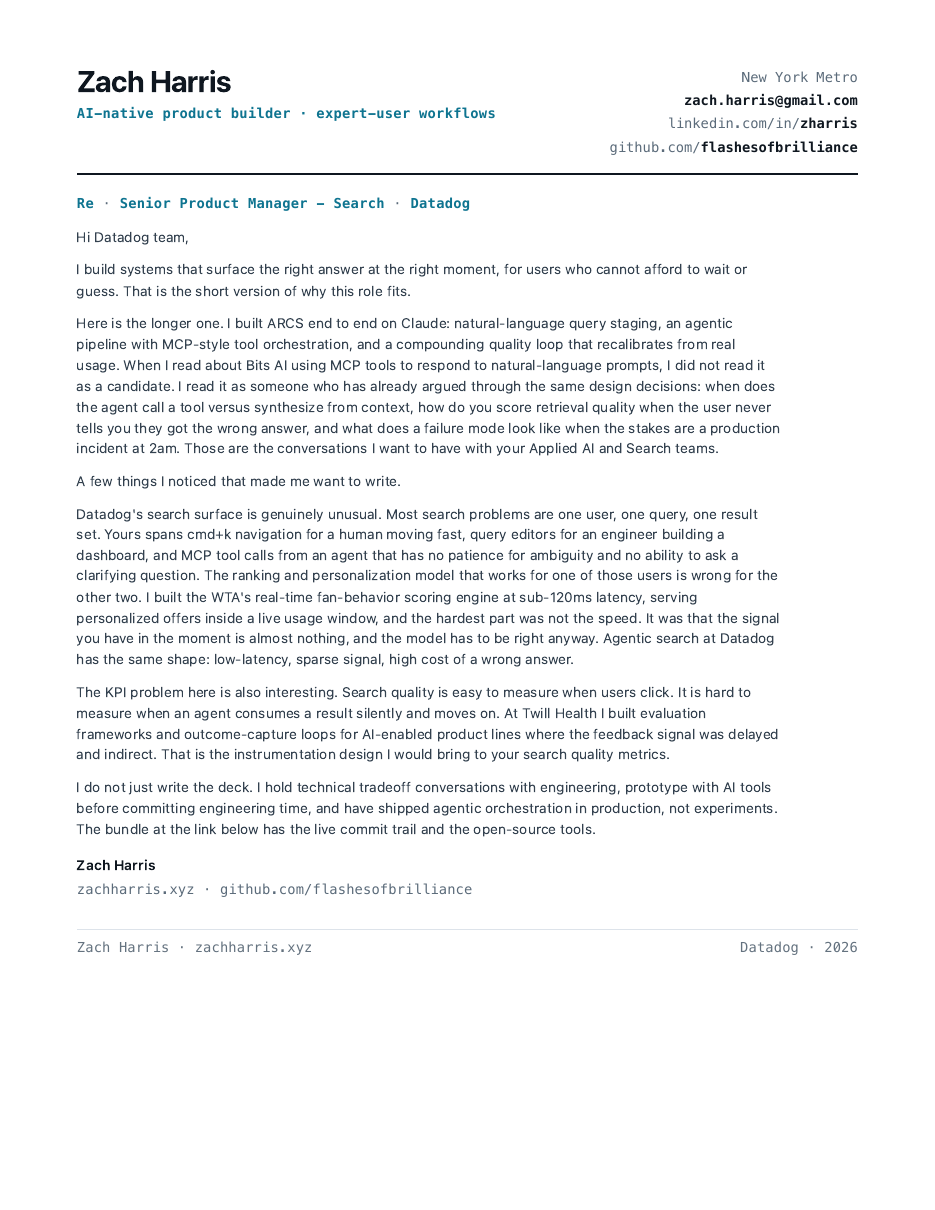 Zach Harris
AI-native product builder · expert-user workflows
New York Metro
zach.harris@gmail.com
linkedin.com/in/zharris
github.com/flashesofbrilliance
Re · Senior Product Manager – Search · Datadog
Hi Datadog team,
I build systems that surface the right answer at the right moment, for users who cannot afford to wait or
guess. That is the short version of why this role fits.
Here is the longer one. I built ARCS end to end on Claude: natural-language query staging, an agentic
pipeline with MCP-style tool orchestration, and a compounding quality loop that recalibrates from real
usage. When I read about Bits AI using MCP tools to respond to natural-language prompts, I did not read it
as a candidate. I read it as someone who has already argued through the same design decisions: when does
the agent call a tool versus synthesize from context, how do you score retrieval quality when the user never
tells you they got the wrong answer, and what does a failure mode look like when the stakes are a production
incident at 2am. Those are the conversations I want to have with your Applied AI and Search teams.
A few things I noticed that made me want to write.
Datadog's search surface is genuinely unusual. Most search problems are one user, one query, one result
set. Yours spans cmd+k navigation for a human moving fast, query editors for an engineer building a
dashboard, and MCP tool calls from an agent that has no patience for ambiguity and no ability to ask a
clarifying question. The ranking and personalization model that works for one of those users is wrong for the
other two. I built the WTA's real-time fan-behavior scoring engine at sub-120ms latency, serving
personalized offers inside a live usage window, and the hardest part was not the speed. It was that the signal
you have in the moment is almost nothing, and the model has to be right anyway. Agentic search at Datadog
has the same shape: low-latency, sparse signal, high cost of a wrong answer.
The KPI problem here is also interesting. Search quality is easy to measure when users click. It is hard to
measure when an agent consumes a result silently and moves on. At Twill Health I built evaluation
frameworks and outcome-capture loops for AI-enabled product lines where the feedback signal was delayed
and indirect. That is the instrumentation design I would bring to your search quality metrics.
I do not just write the deck. I hold technical tradeoff conversations with engineering, prototype with AI tools
before committing engineering time, and have shipped agentic orchestration in production, not experiments.
The bundle at the link below has the live commit trail and the open-source tools.
Zach Harris
zachharris.xyz · github.com/flashesofbrilliance
Zach Harris · zachharris.xyz
Datadog · 2026